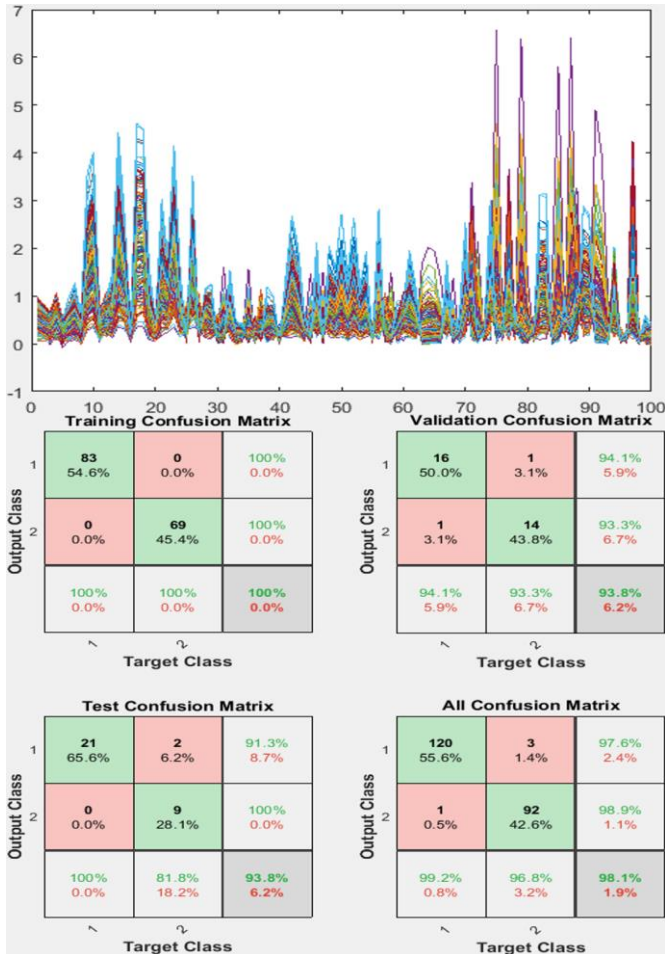 7
6
5
4
3
2
1
0
-1
0 10 20 30 40 50 60 70 80 90 100
Training Confusion Matrix
1
83 0 100%
54.6% 0.0% 0.0%
2
0 69 100%
0.0% 45.4% 0.0%
100% 100% 100%
0.0% 0.0% 0.0%
Output Class
1 2
Target Class
Validation Confusion Matrix
1
16 1 94.1%
50.0% 3.1% 5.9%
2
1 14 93.3%
3.1% 43.8% 6.7%
94.1% 93.3% 93.8%
5.9% 6.7% 6.2%
Output Class
1 2
Target Class
Test Confusion Matrix
1
21 2 91.3%
65.6% 6.2% 8.7%
2
0 9 100%
0.0% 28.1% 0.0%
100% 81.8% 93.8%
0.0% 18.2% 6.2%
Output Class
1 2
Target Class
All Confusion Matrix
1
120 3 97.6%
55.6% 1.4% 2.4%
2
1 92 98.9%
0.5% 42.6% 1.1%
99.2% 96.8% 98.1%
0.8% 3.2% 1.9%
Output Class
1 2
Target Class